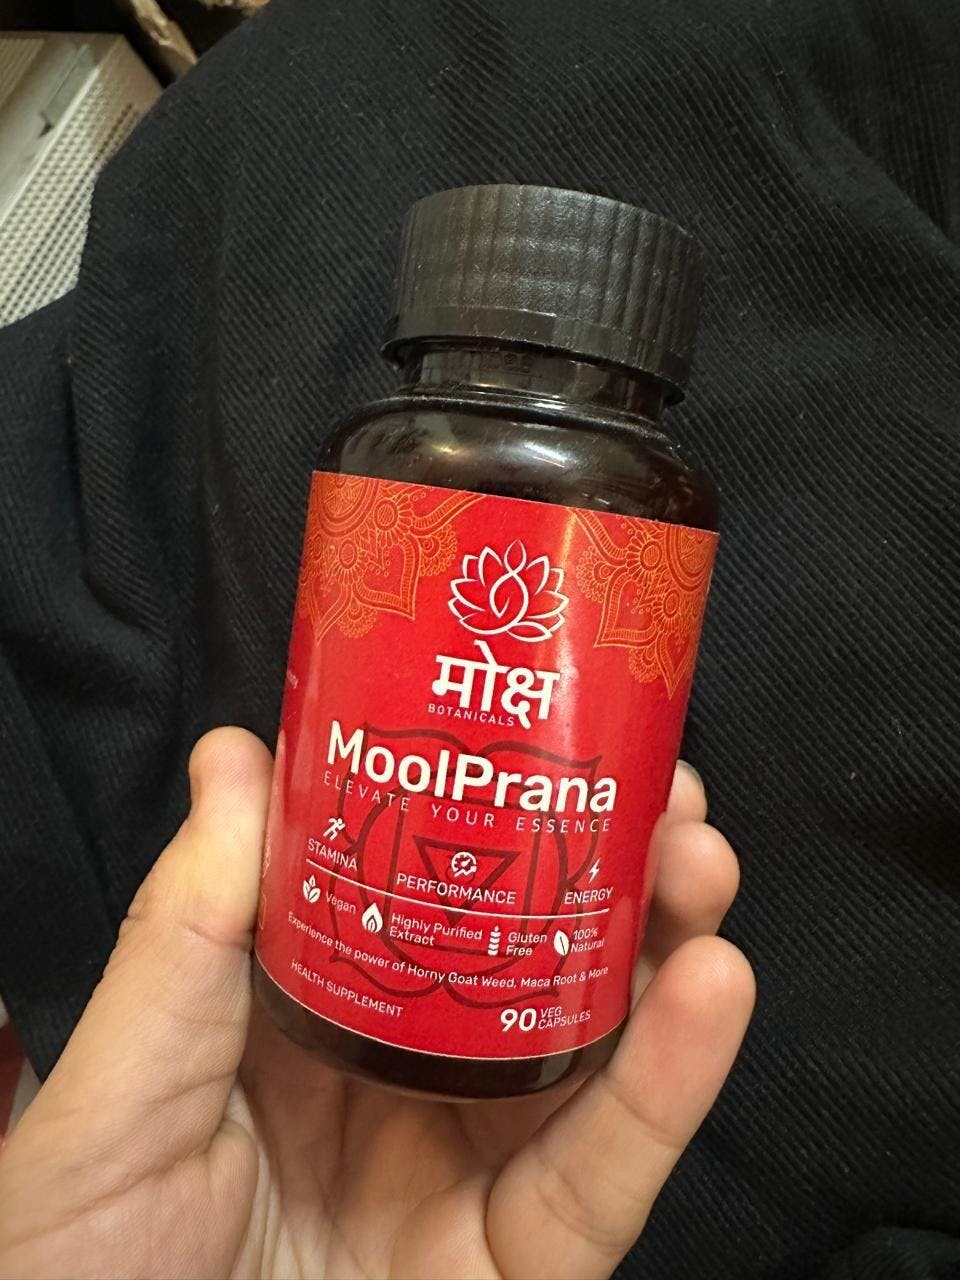 मोक्ष
BOTANICALS
MoolPrana
ELEVATE YOUR ESSENCE
STAMINA
PERFORMANCE
ENERGY
Vegan
Highly Purified
Extract
Gluten
Free
100%
Natural
Experience the power of Horny Goat Weed, Maca Root & More
HEALTH SUPPLEMENT
90 VEG
CAPSULES